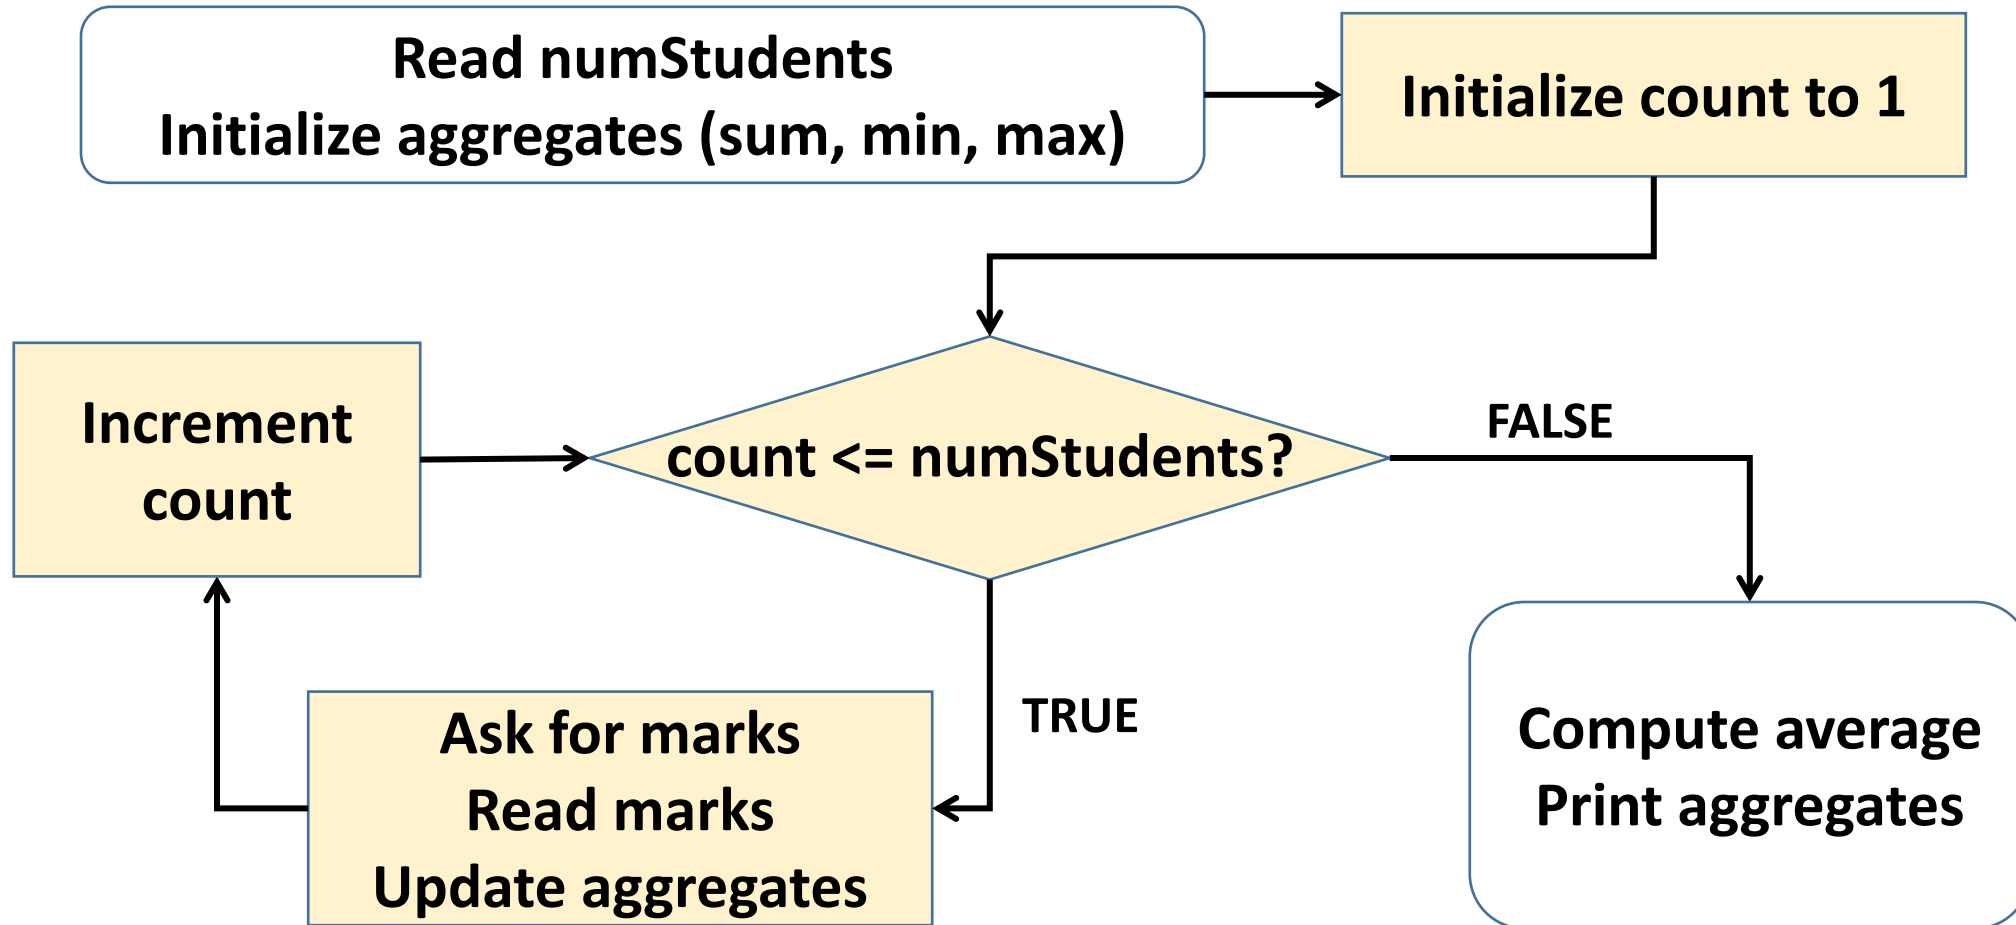 Read numStudents
Initialize aggregates (sum, min, max)
Initialize count to 1
Increment
count
count <= numStudents?
FALSE
TRUE
Ask for marks
Read marks
Update aggregates
Compute average
Print aggregates